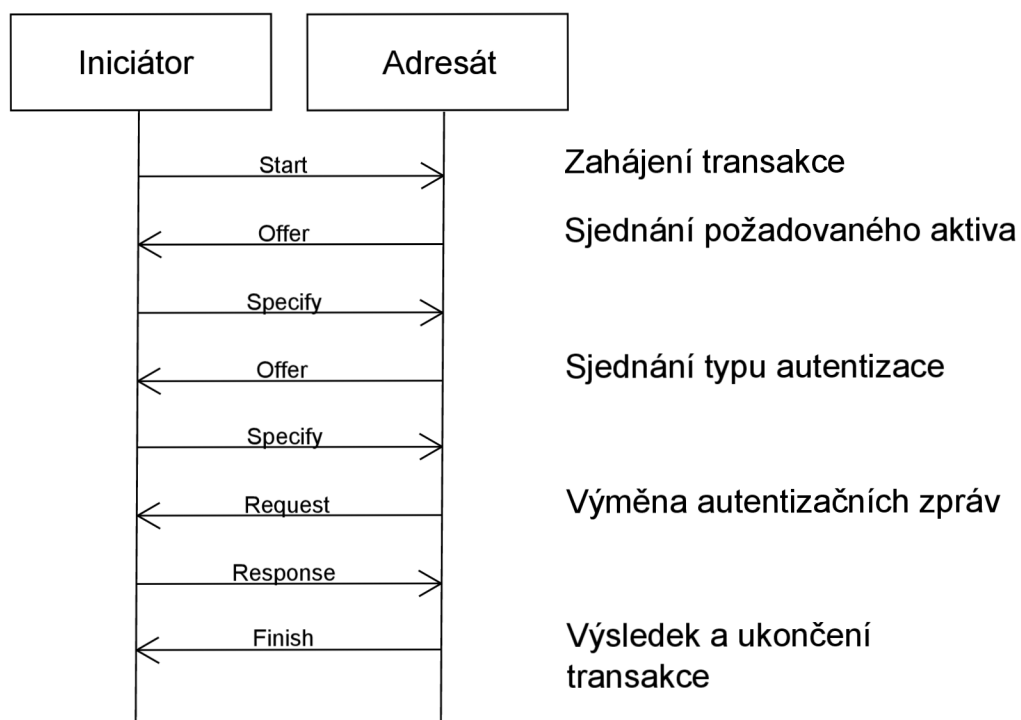 Iniciátor
Adresát
Start
Zahájení transakce
Offer
Sjednání požadovaného aktiva
Specify
Offer
Sjednání typu autentizace
Specify
Request
Výměna autentizačních zpráv
Response
Finish
Výsledek a ukončení
transakce